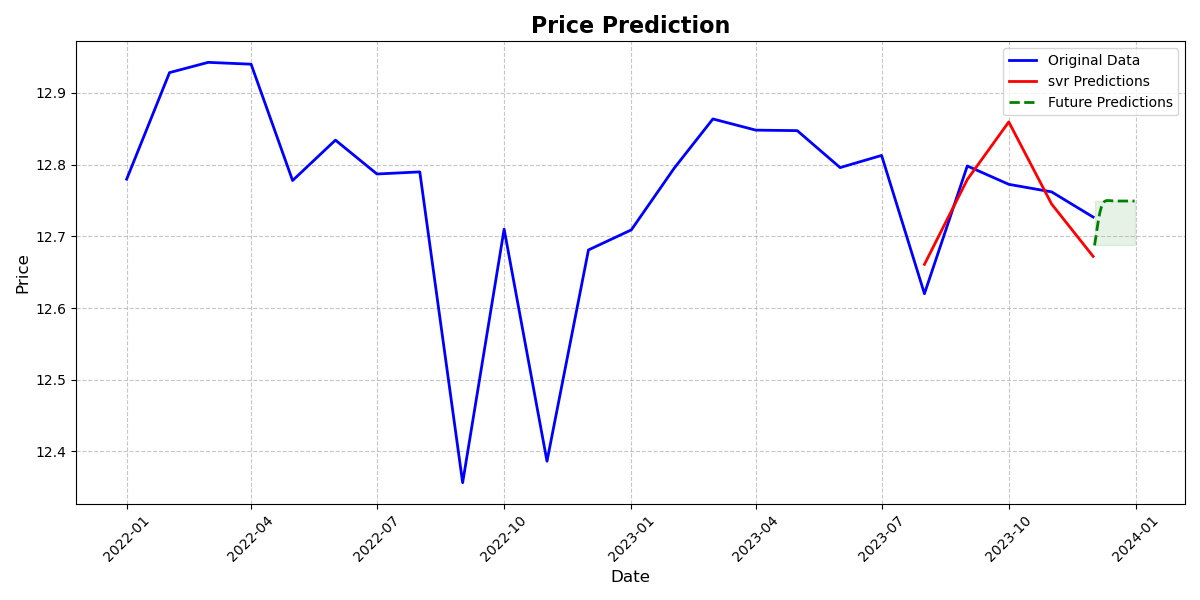 Price Prediction
Original Data
svr Predictions
Future Predictions
Price
12.9
12.8
12.7
12.6
12.5
12.4
2022-01
2022-04
2022-07
2022-10
2023-01
2023-04
2023-07
2023-10
2024-01
Date